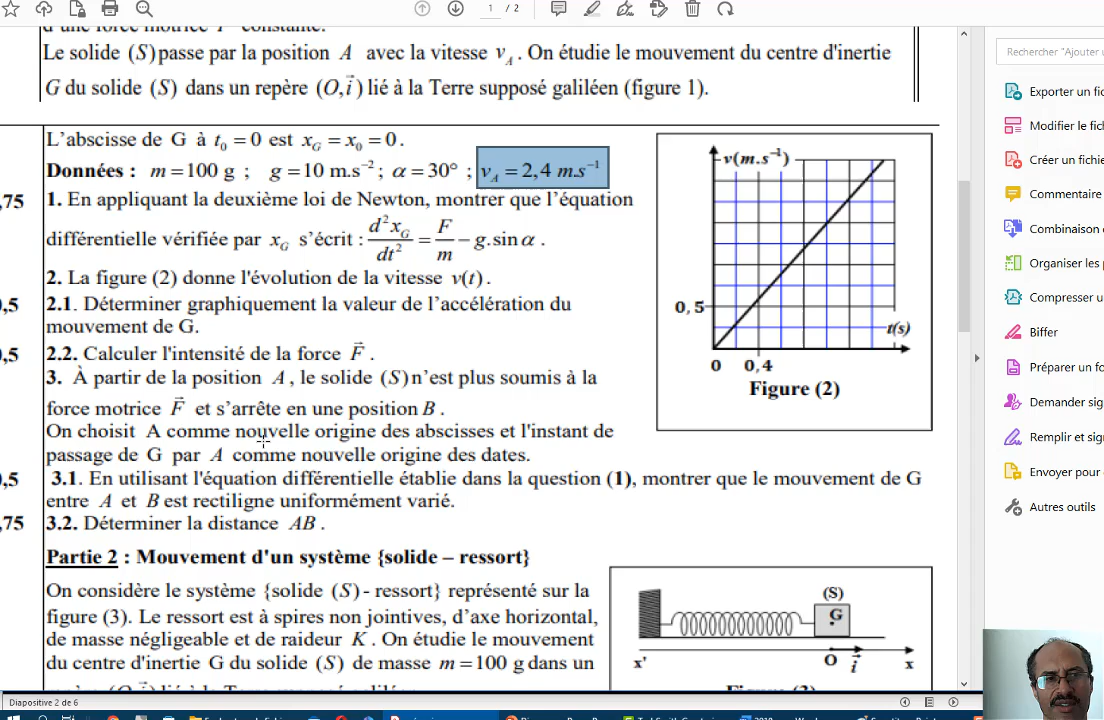 1 / 2
d'une force motrice F constante.
Le solide (S) passe par la position A avec la vitesse v_A. On étudie le mouvement du centre d'inertie
G du solide (S) dans un repère (O, i) lié à la Terre supposé galiléen (figure 1).
L'abscisse de G à t₀ = 0 est x_G = x₀ = 0.
Données : m = 100 g ; g = 10 m.s⁻² ; α = 30° ; v_A = 2,4 m.s⁻¹
,75 1. En appliquant la deuxième loi de Newton, montrer que l'équation
différentielle vérifiée par x_G s'écrit : d²x_G/dt² = F/m − g.sin α .
2. La figure (2) donne l'évolution de la vitesse v(t).
),5 2.1. Déterminer graphiquement la valeur de l'accélération du
mouvement de G.
),5 2.2. Calculer l'intensité de la force F .
3. À partir de la position A, le solide (S) n'est plus soumis à la
force motrice F et s'arrête en une position B .
On choisit A comme nouvelle origine des abscisses et l'instant de
passage de G par A comme nouvelle origine des dates.
),5 3.1. En utilisant l'équation différentielle établie dans la question (1), montrer que le mouvement de G
entre A et B est rectiligne uniformément varié.
,75 3.2. Déterminer la distance AB .
v(m.s⁻¹)
0,5
t(s)
0 0,4
Figure (2)
Partie 2 : Mouvement d'un système {solide – ressort}
On considère le système {solide (S) - ressort} représenté sur la
figure (3). Le ressort est à spires non jointives, d'axe horizontal,
de masse négligeable et de raideur K . On étudie le mouvement
du centre d'inertie G du solide (S) de masse m = 100 g dans un
(S)
G
x' O i x
Rechercher "Ajouter u
Exporter un fic
Modifier le fich
Créer un fichie
Commentaire
Combinaison d
Organiser les p
Compresser u
Biffer
Préparer un fo
Demander sig
Remplir et sign
Envoyer pour
Autres outils
Diapositive 2 de 6